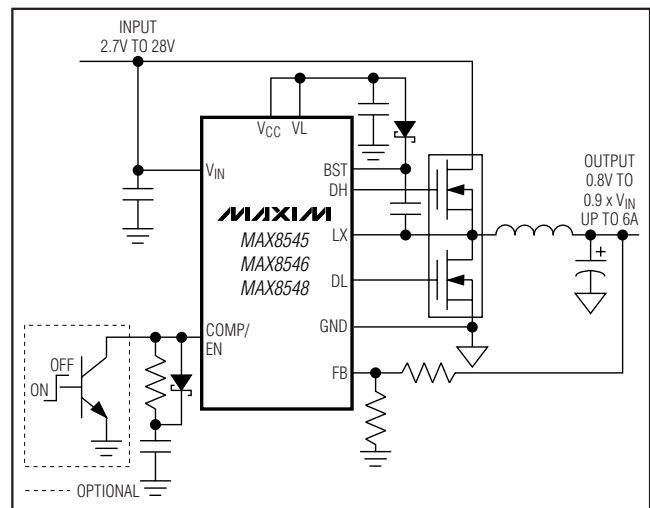 INPUT
2.7V TO 28V
VCC
VL
VIN
BST
DH
OUTPUT
0.8V TO
0.9 x VIN
UP TO 6A
MAXIM
MAX8545
MAX8546
MAX8548
LX
DL
COMP/
EN
GND
FB
OFF
ON
+
OPTIONAL